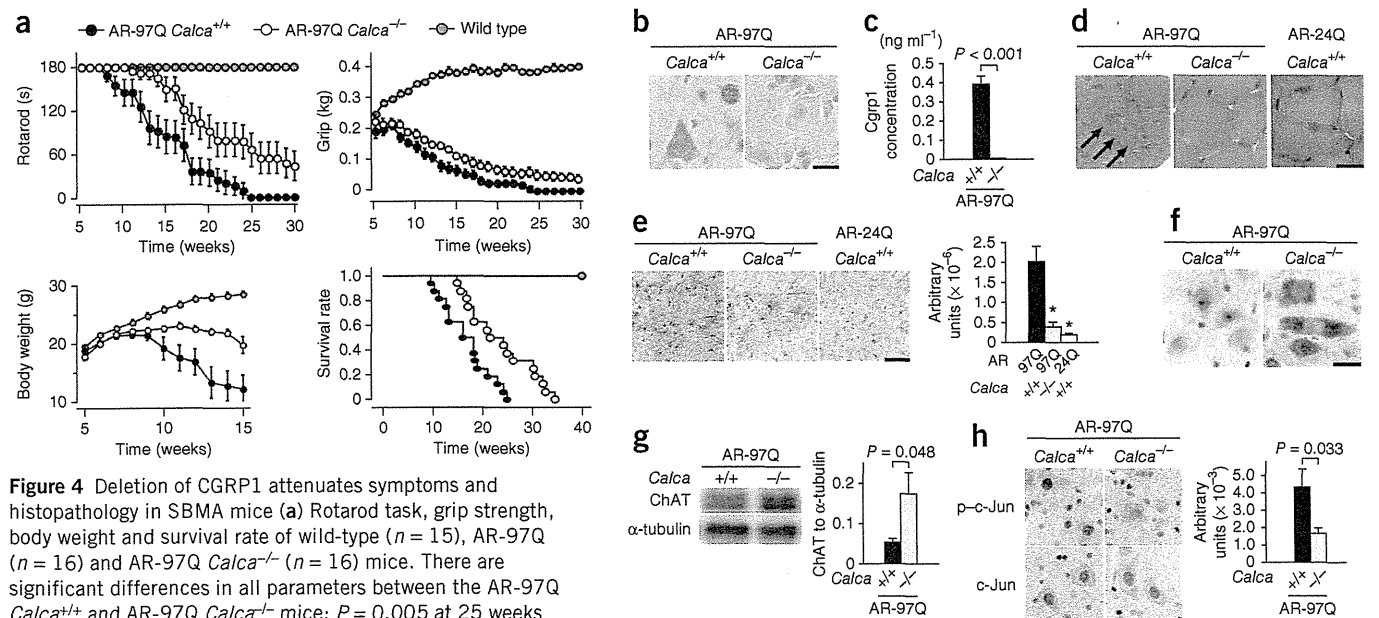 a
AR-97Q Calca+/+ AR-97Q Calca−/− Wild type
Rotarod (s)
180
120
60
0
5 10 15 20 25 30
Time (weeks)
Grip (kg)
0.4
0.3
0.2
0.1
0
5 10 15 20 25 30
Time (weeks)
Body weight (g)
30
20
10
5 10 15
Time (weeks)
Survival rate
1.0
0.8
0.6
0.4
0.2
0
0 10 20 30 40
Time (weeks)
b
AR-97Q
Calca+/+ Calca−/−
c
(ng ml−1)
P < 0.001
Cgrp1
concentration
0.5
0.4
0.3
0.2
0.1
0
Calca +/+ −/−
AR-97Q
d
AR-97Q AR-24Q
Calca+/+ Calca−/− Calca+/+
e
AR-97Q AR-24Q
Calca+/+ Calca−/− Calca+/+
Arbitrary
units (× 10−6)
2.5
2.0
1.5
1.0
0.5
0
* *
AR 97Q 97Q 24Q
Calca +/+ −/− +/+
f
AR-97Q
Calca+/+ Calca−/−
g
AR-97Q
Calca +/+ −/−
ChAT
α-tubulin
ChAT to α-tubulin
P = 0.048
0.2
0.1
0
Calca +/+ −/−
AR-97Q
h
AR-97Q
Calca+/+ Calca−/−
p-c-Jun
c-Jun
P = 0.033
Arbitrary
units (× 10−3)
5.0
4.0
3.0
2.0
1.0
0
Calca +/+ −/−
AR-97Q
Figure 4 Deletion of CGRP1 attenuates symptoms and
histopathology in SBMA mice (a) Rotarod task, grip strength,
body weight and survival rate of wild-type (n = 15), AR-97Q
(n = 16) and AR-97Q Calca−/− (n = 16) mice. There are
significant differences in all parameters between the AR-97Q
Calca+/+ and AR-97Q Calca−/− mice: P = 0.005 at 25 weeks